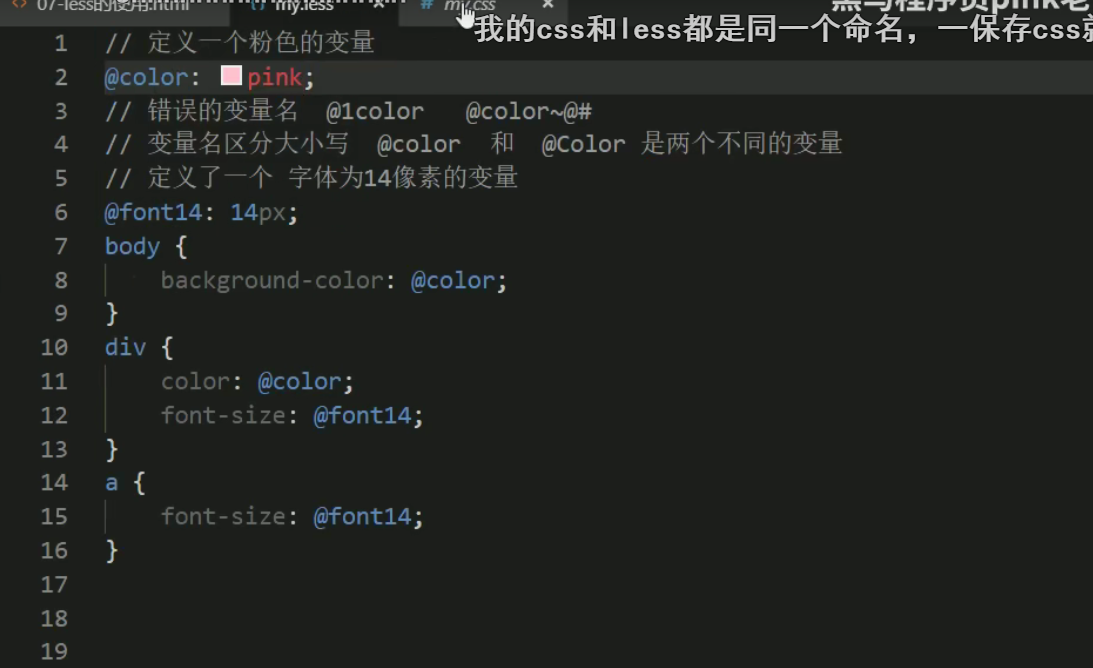 07-less的使用.html my.less × # my.css ×
黑马程序员pink老
我的css和less都是同一个命名，一保存css就
1 // 定义一个粉色的变量
2 @color: pink;
3 // 错误的变量名 @1color @color~@#
4 // 变量名区分大小写 @color 和 @Color 是两个不同的变量
5 // 定义了一个 字体为14像素的变量
6 @font14: 14px;
7 body {
8 background-color: @color;
9 }
10 div {
11 color: @color;
12 font-size: @font14;
13 }
14 a {
15 font-size: @font14;
16 }
17
18
19